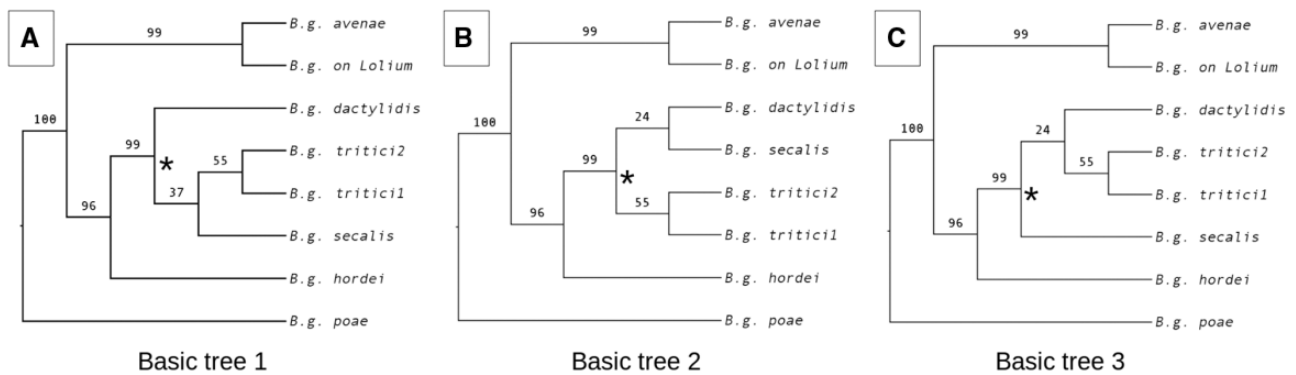 A
99
B.g. avenae
B.g. on Lolium
100
B.g. dactylidis
99
*
55
B.g. tritici2
37
B.g. tritici1
96
B.g. secalis
B.g. hordei
B.g. poae
Basic tree 1
B
99
B.g. avenae
B.g. on Lolium
100
24
B.g. dactylidis
B.g. secalis
99
*
B.g. tritici2
55
96
B.g. tritici1
B.g. hordei
B.g. poae
Basic tree 2
C
99
B.g. avenae
B.g. on Lolium
100
24
B.g. dactylidis
B.g. tritici2
55
99
*
B.g. tritici1
96
B.g. secalis
B.g. hordei
B.g. poae
Basic tree 3